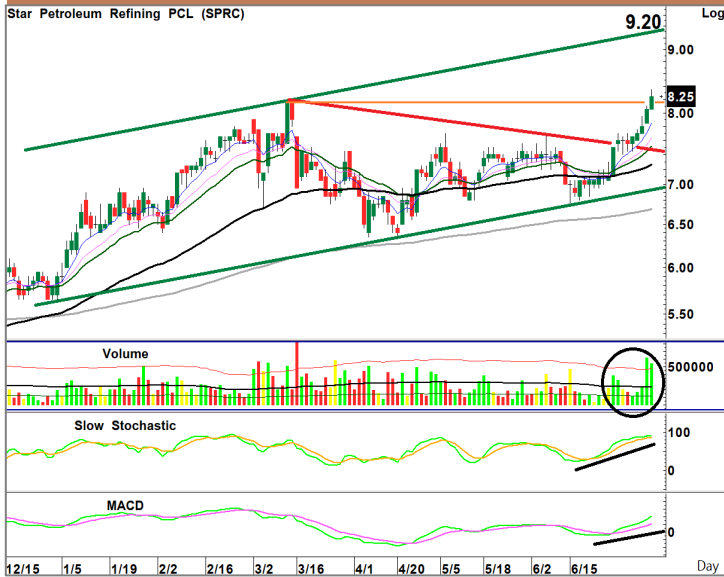 Star Petroleum Refining PCL (SPRC)
Log
9.20
9.00
8.25
8.00
7.00
6.50
6.00
5.50
Volume
500000
Slow Stochastic
100
0
MACD
0
12/15 1/5 1/19 2/2 2/16 3/2 3/16 4/1 4/20 5/5 5/18 6/2 6/15 Day